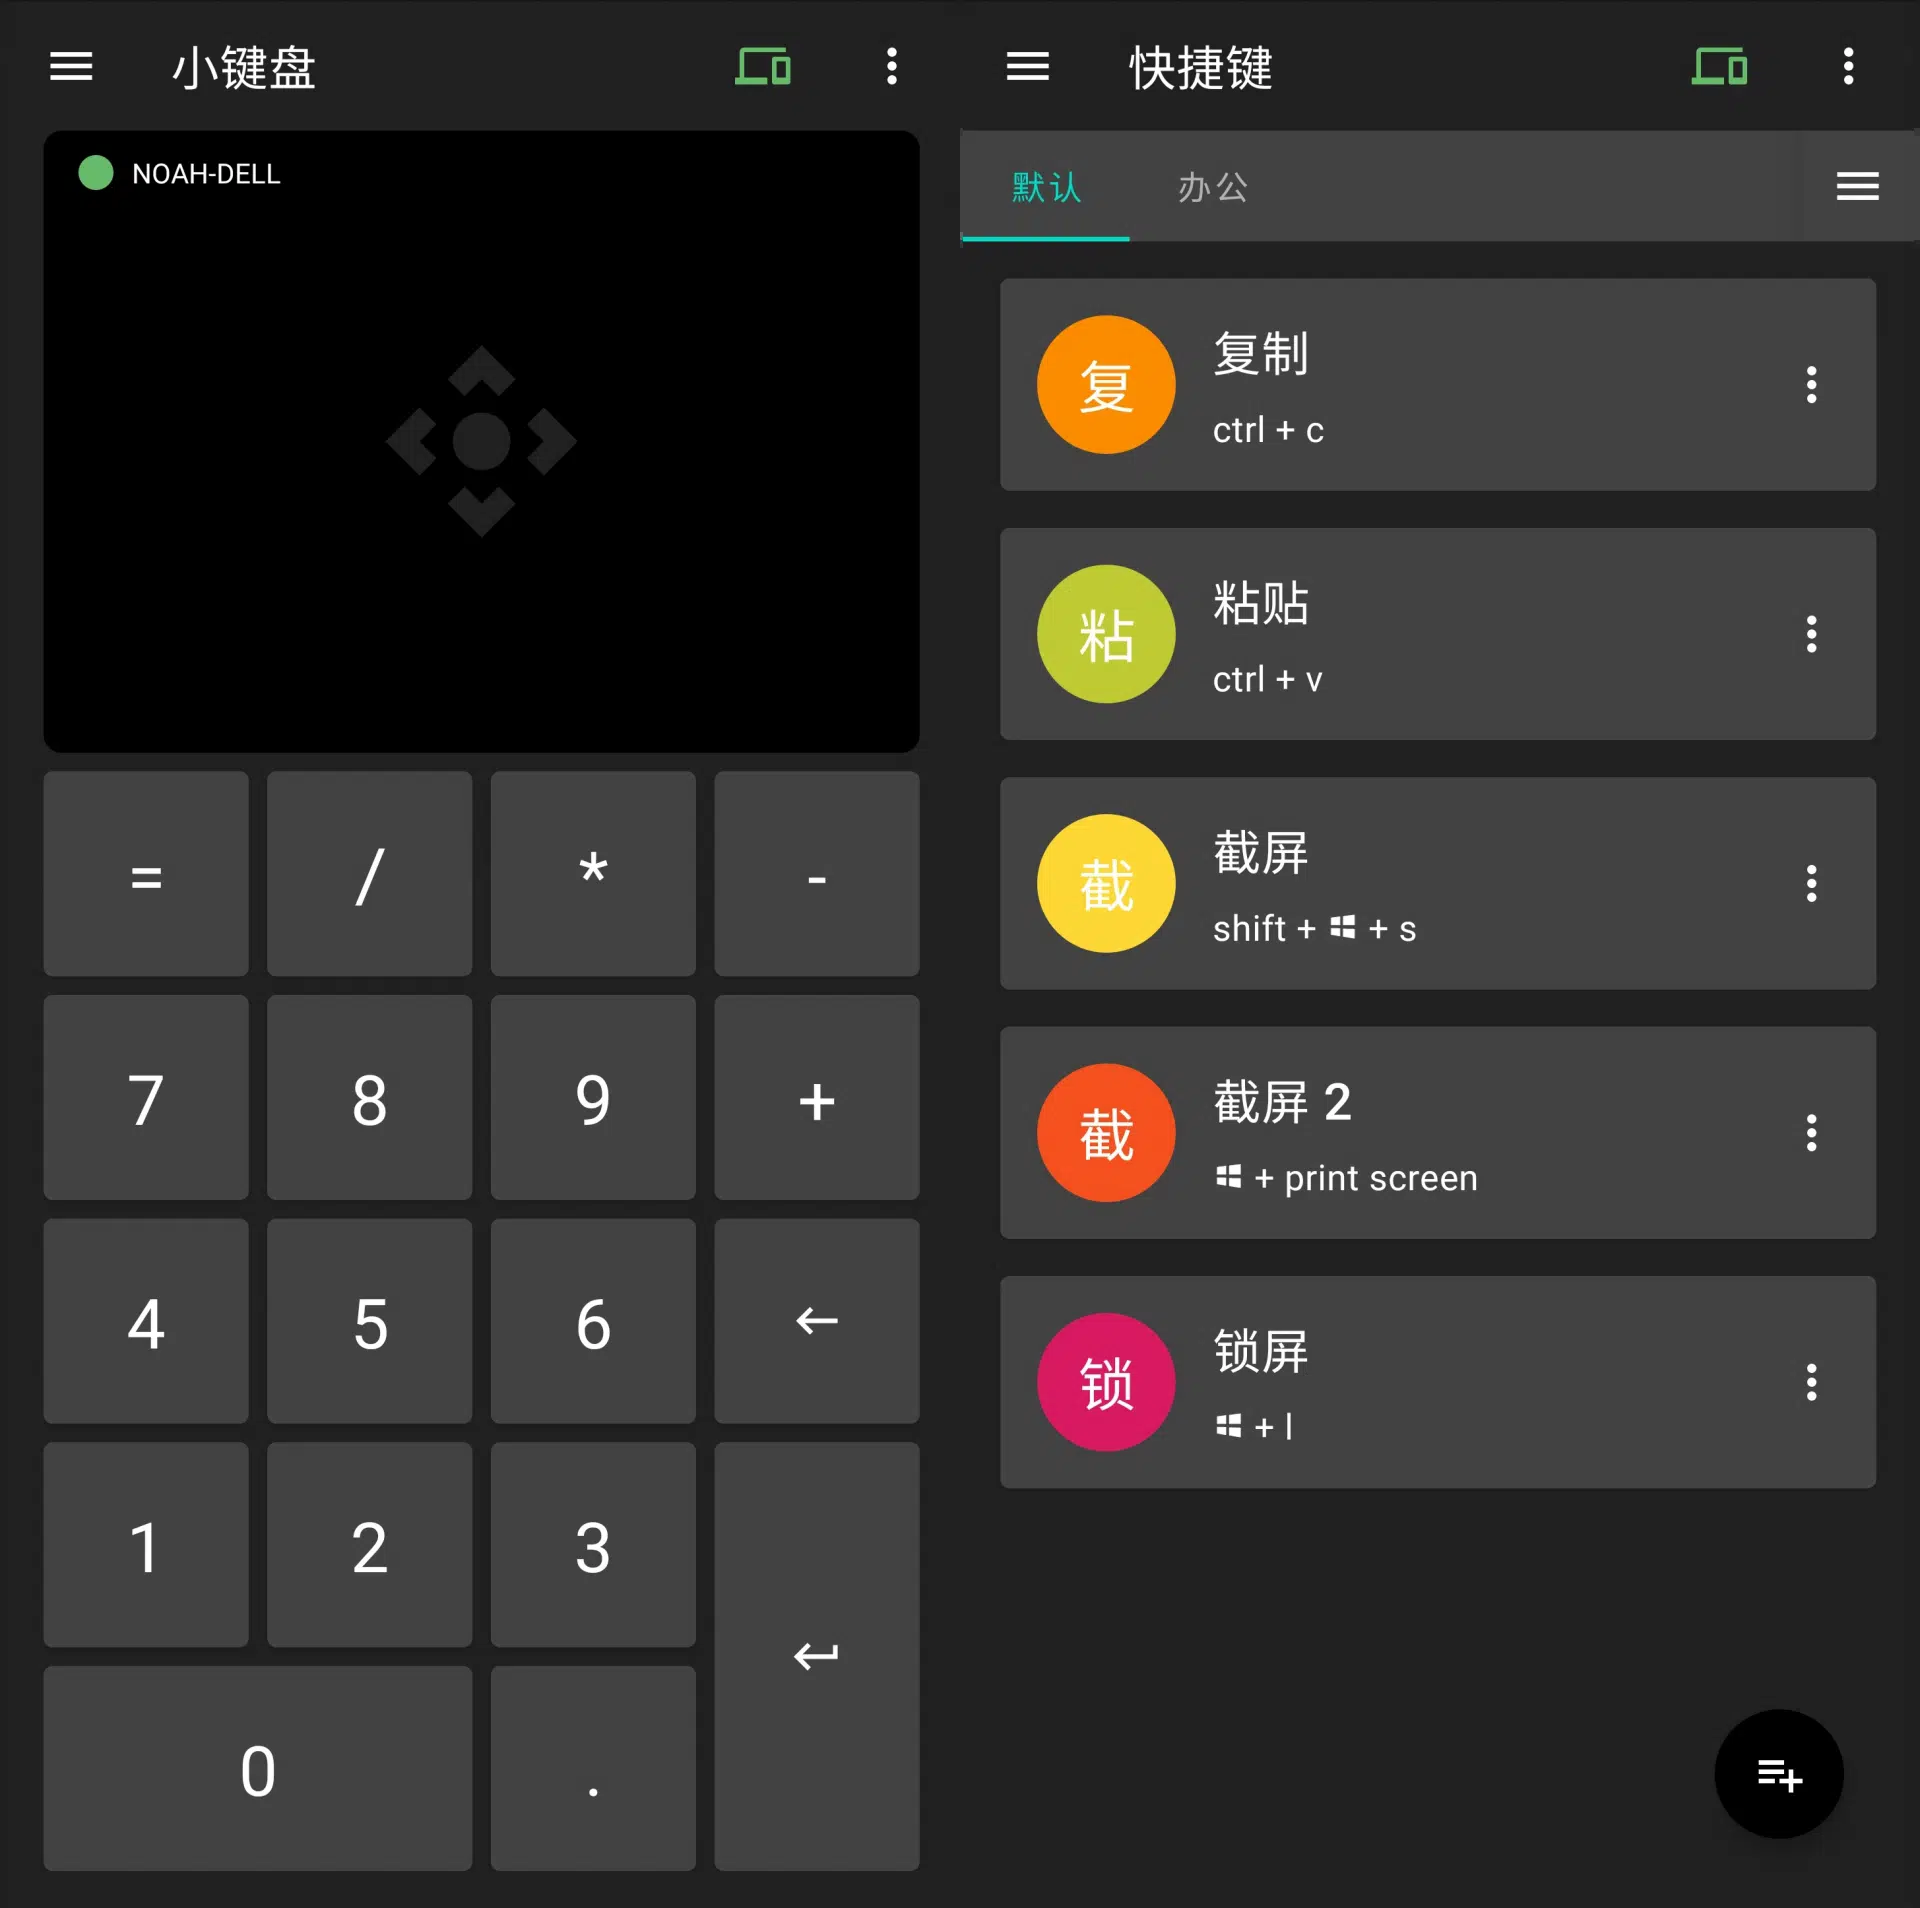 小键盘
NOAH-DELL
= / * -
7 8 9 +
4 5 6 ←
1 2 3 ↵
0 .
快捷键
默认 办公
复
复制
ctrl + c
粘
粘贴
ctrl + v
截
截屏
shift + + s
截
截屏 2
+ print screen
锁
锁屏
+ l